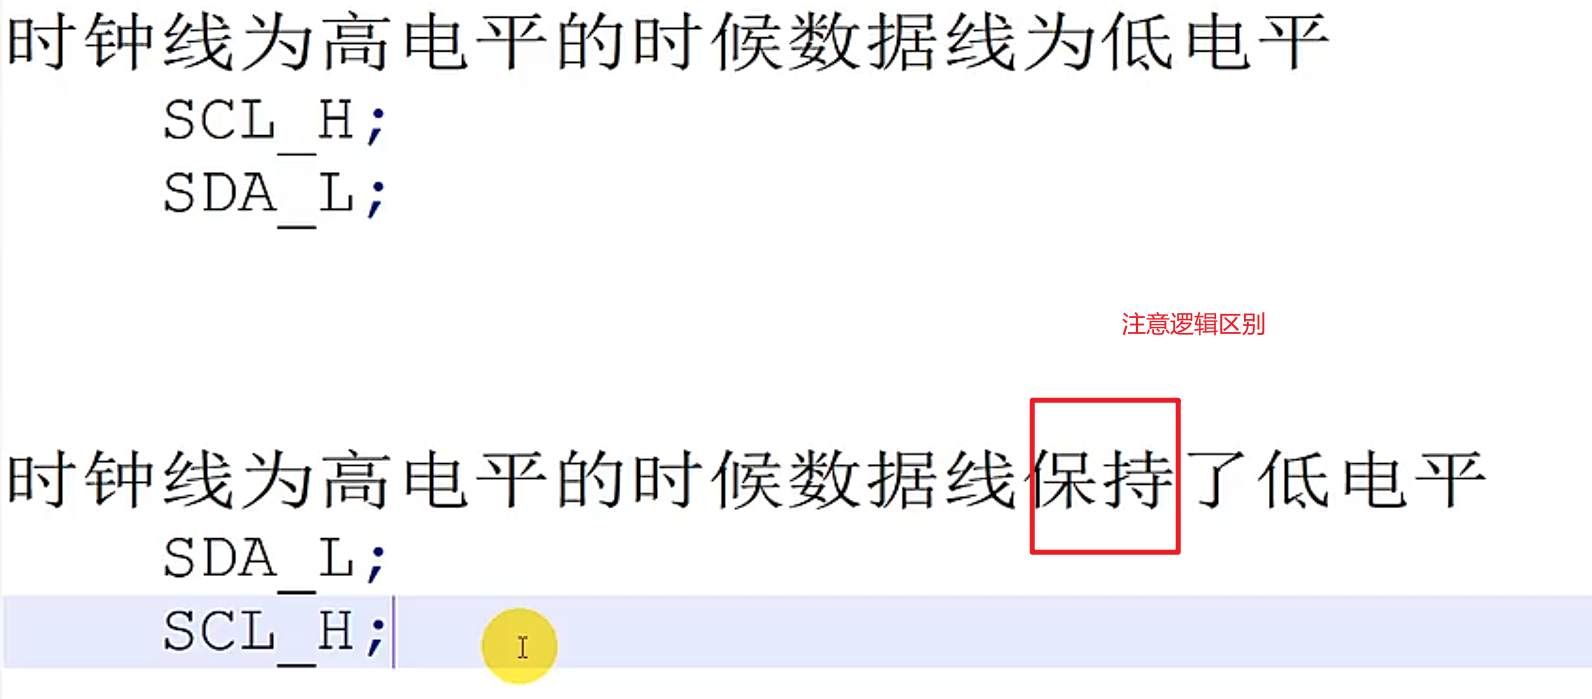 时钟线为高电平的时候数据线为低电平
SCL_H;
SDA_L;
注意逻辑区别
时钟线为高电平的时候数据线保持了低电平
SDA_L;
SCL_H;